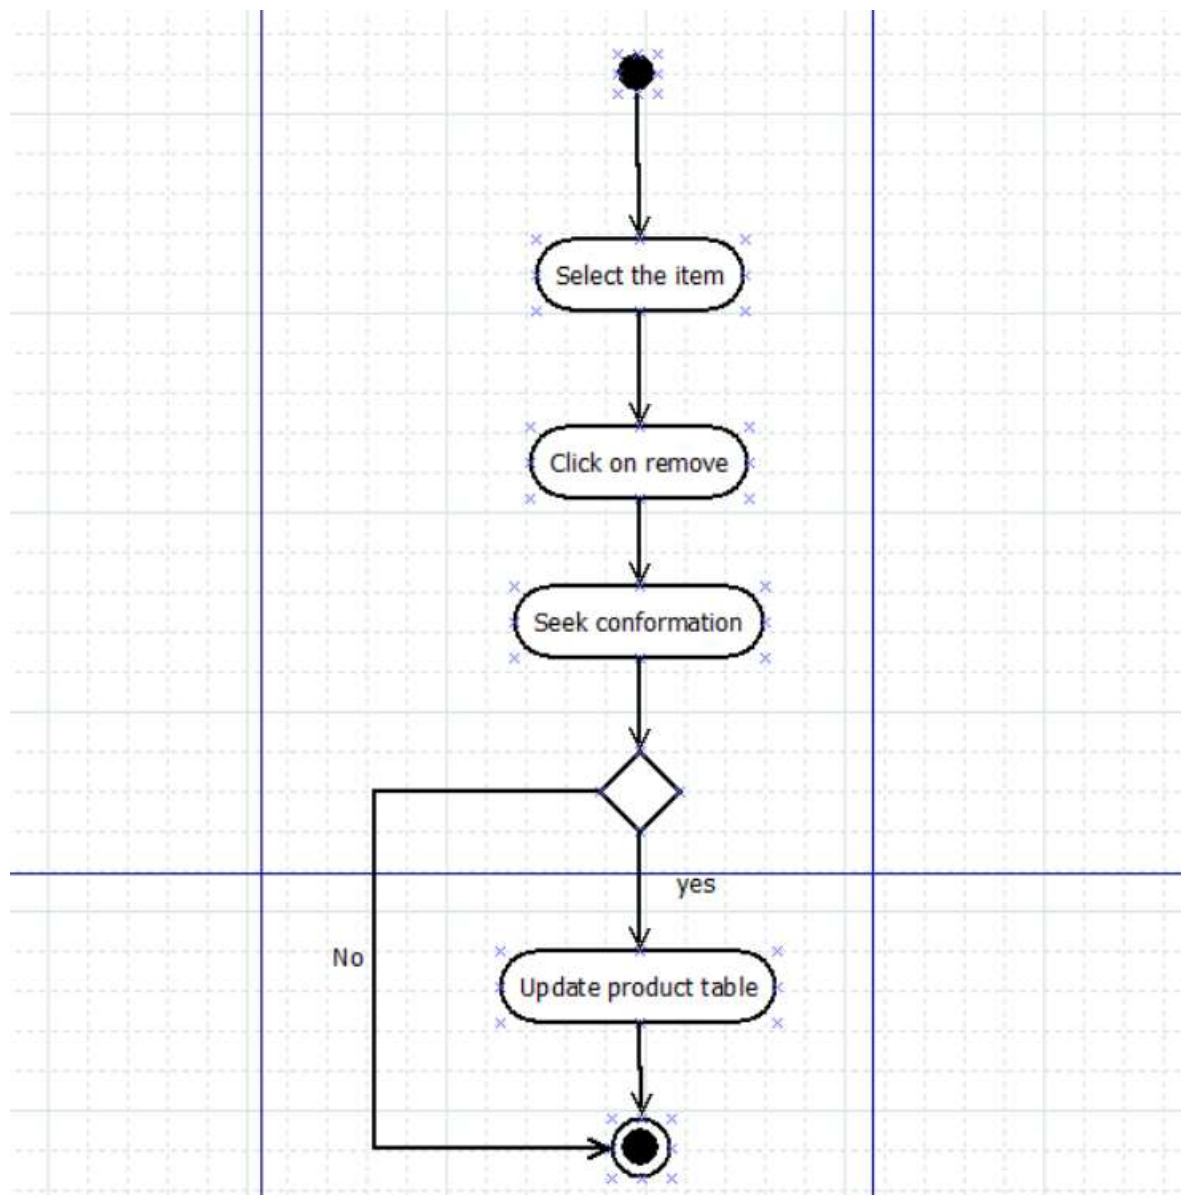 Select the item
Click on remove
Seek conformation
yes
No
Update product table